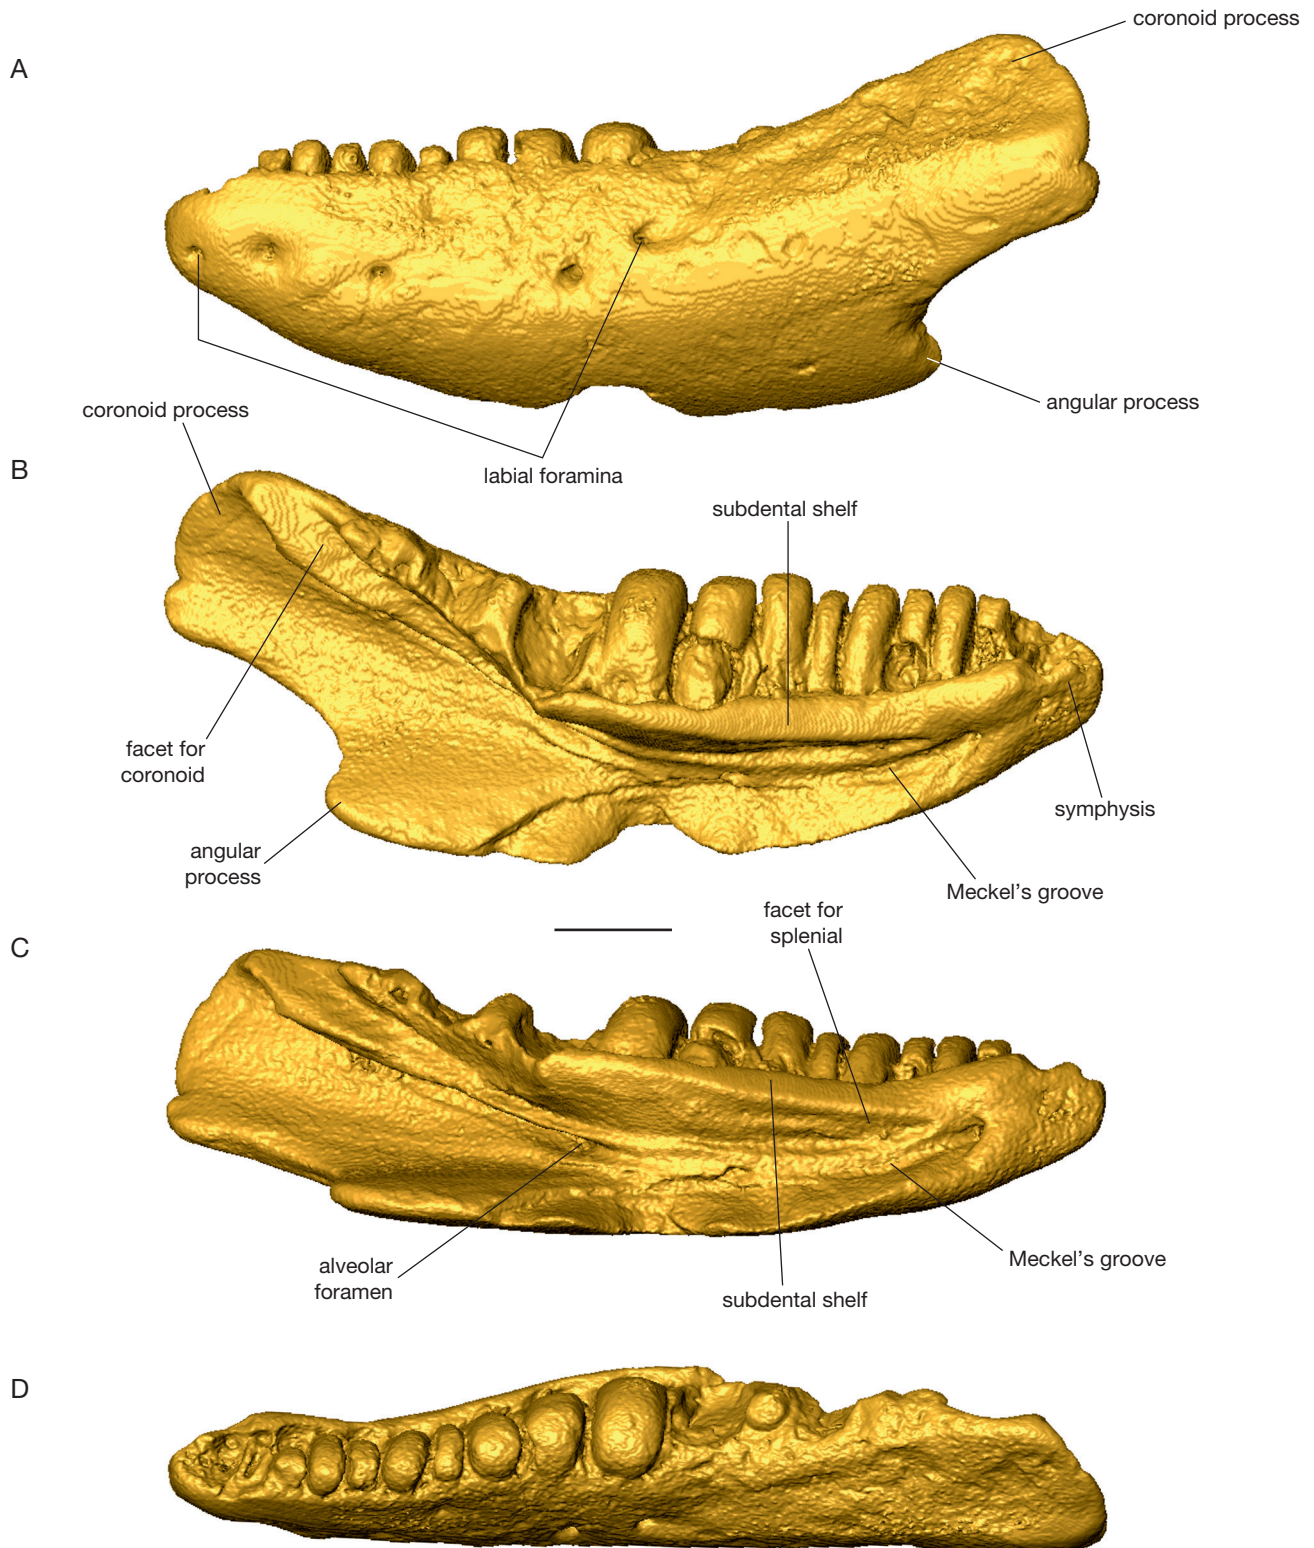 A
coronoid process
angular process
labial foramina
B
coronoid process
subdental shelf
facet for
coronoid
angular
process
symphysis
Meckel's groove
C
facet for
splenial
alveolar
foramen
Meckel's groove
subdental shelf
D